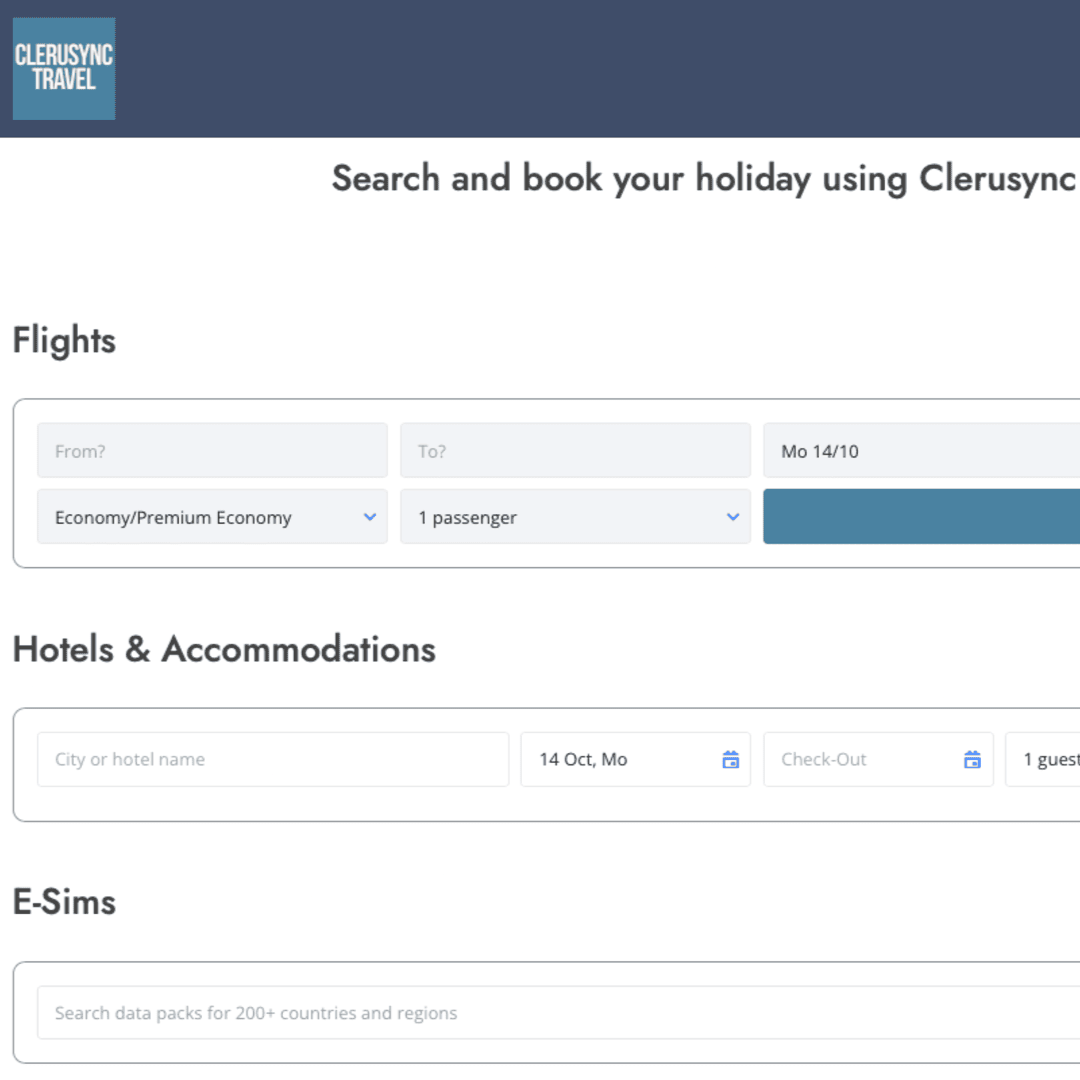 CLERUSYNC
TRAVEL
Search and book your holiday using Clerusync
Flights
From?
To?
Mo 14/10
Economy/Premium Economy
1 passenger
Hotels & Accommodations
City or hotel name
14 Oct, Mo
Check-Out
1 guest
E-Sims
Search data packs for 200+ countries and regions